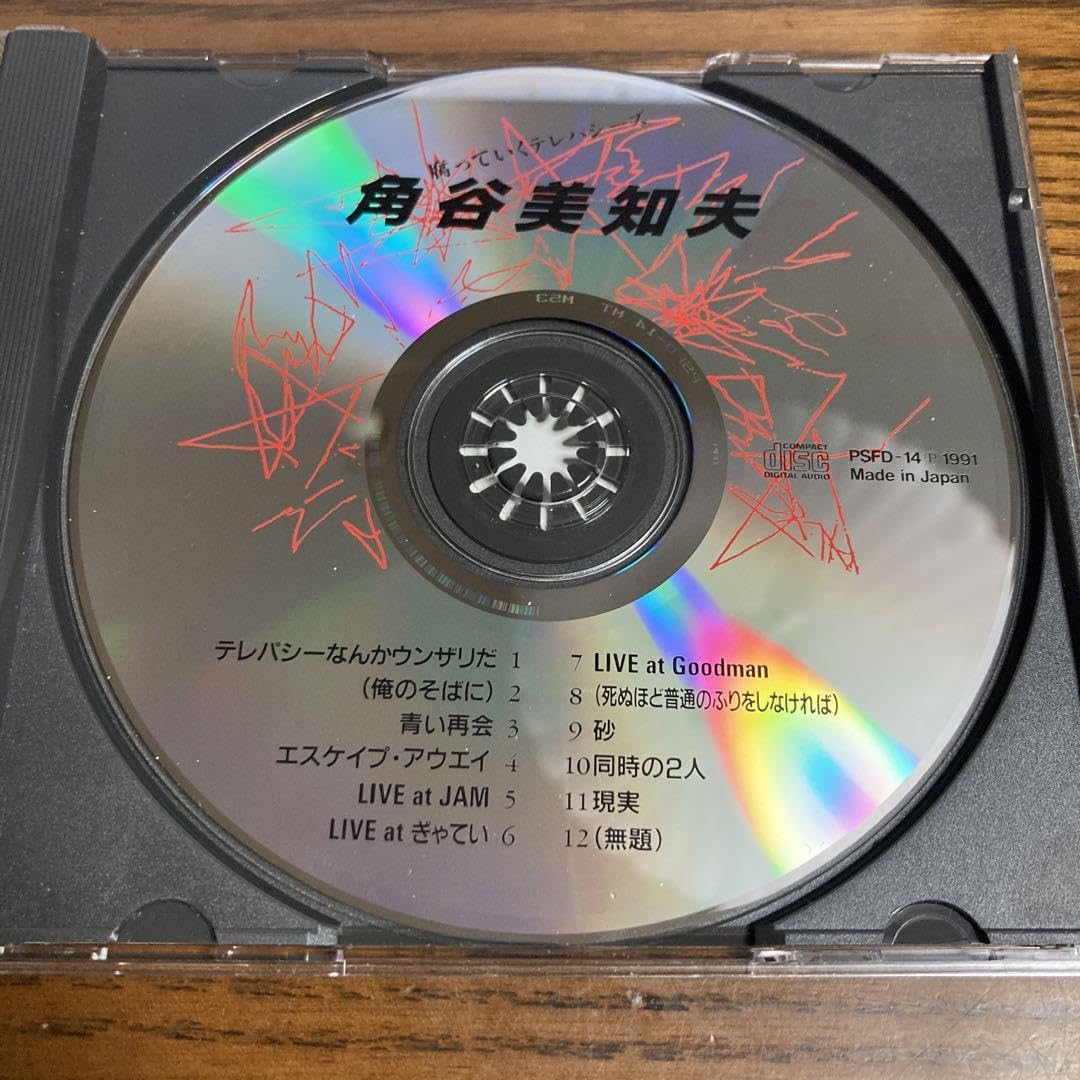 腐っていくテレパシーズ
角谷美知夫
PSFD-14 MT M53
COMPACT
disc
DIGITAL AUDIO
PSFD-14 Ⓟ 1991
Made in Japan
テレパシーなんかウンザリだ 1
(俺のそばに) 2
青い再会 3
エスケイプ・アウエイ 4
LIVE at JAM 5
LIVE at ぎゃてい 6
7 LIVE at Goodman
8 (死ぬほど普通のふりをしなければ)
9 砂
10 同時の2人
11 現実
12 (無題)